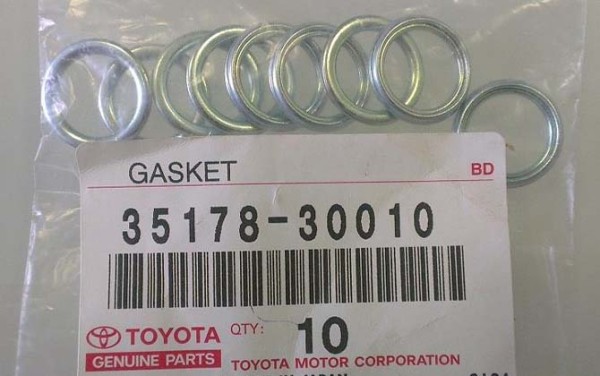 GASKET BD
35178-30010
TOYOTA QTY: 10
GENUINE PARTS TOYOTA MOTOR CORPORATION